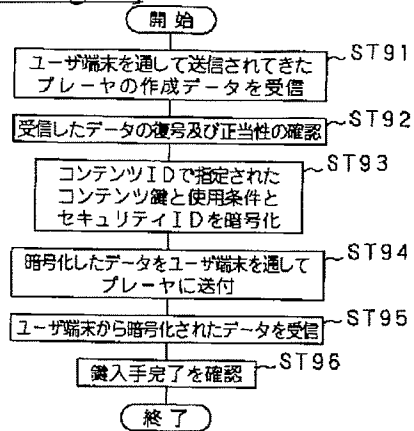 開始
ユーザ端末を通して送信されてきた
プレーヤの作成データを受信
ST91
受信したデータの復号及び正当性の確認
ST92
コンテンツIDで指定された
コンテンツ鍵と使用条件と
セキュリティIDを暗号化
ST93
暗号化したデータをユーザ端末を通して
プレーヤに送付
ST94
ユーザ端末から暗号化されたデータを受信
ST95
鍵入手完了を確認
ST96
終了